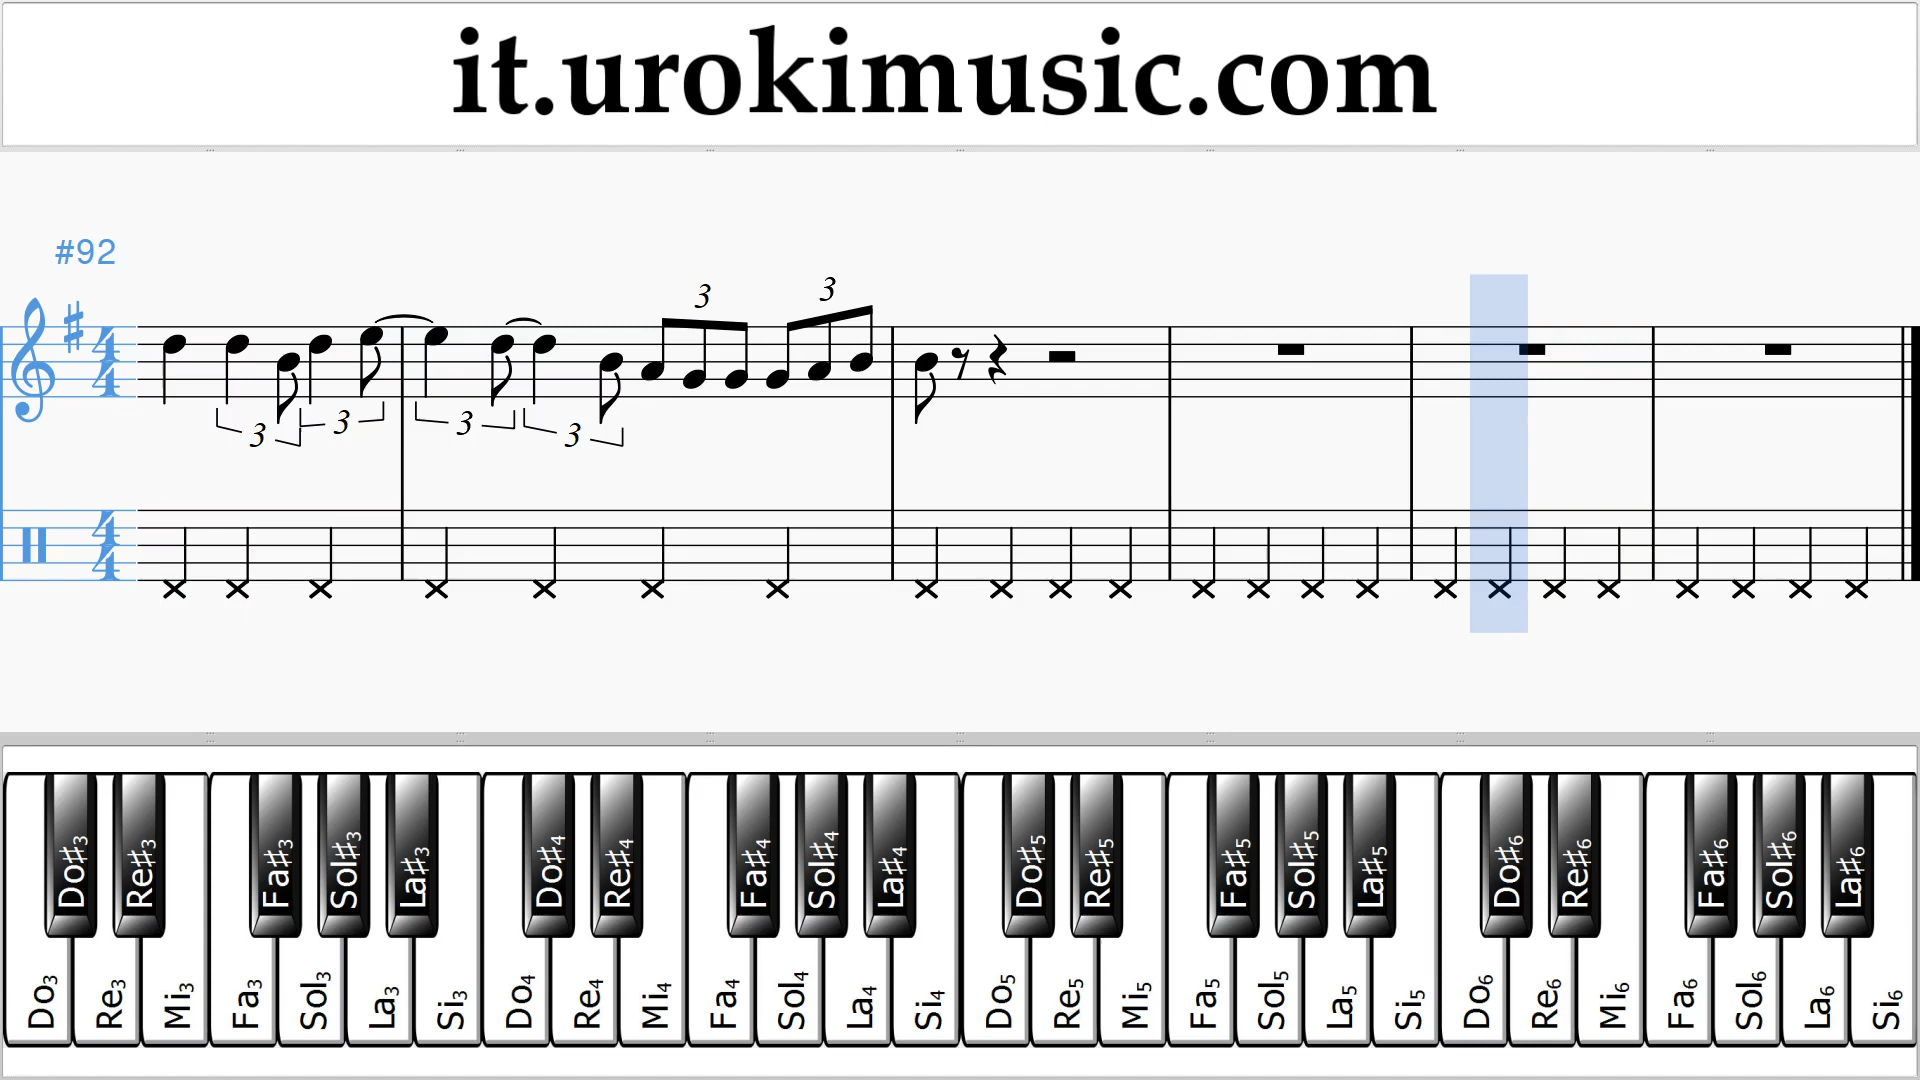 it.urokimusic.com
#92
3 3
4 4 3 3 3 3
4 4
Do#3 Re#3 Fa#3 Sol#3 La#3 Do#4 Re#4 Fa#4 Sol#4 La#4 Do#5 Re#5 Fa#5 Sol#5 La#5 Do#6 Re#6 Fa#6 Sol#6 La#6
Do3 Re3 Mi3 Fa3 Sol3 La3 Si3 Do4 Re4 Mi4 Fa4 Sol4 La4 Si4 Do5 Re5 Mi5 Fa5 Sol5 La5 Si5 Do6 Re6 Mi6 Fa6 Sol6 La6 Si6